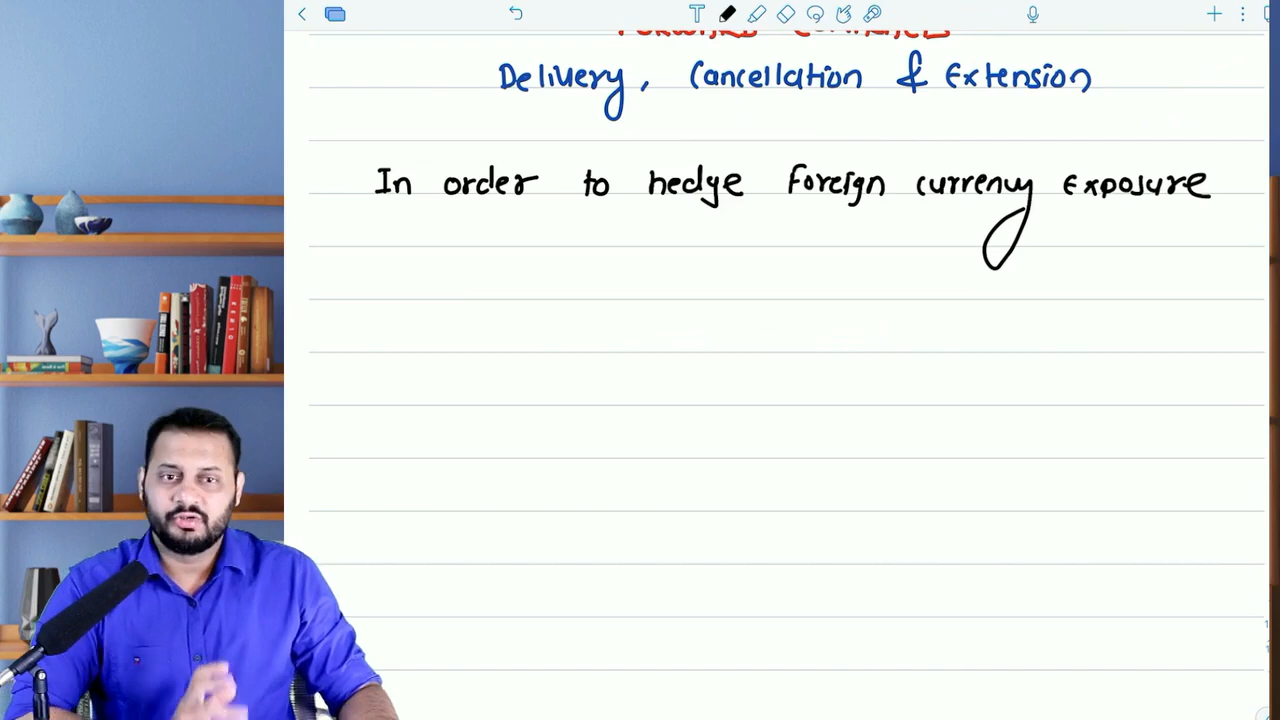 Delivery, Cancellation & Extension
In order to hedge Foreign currency Exposure